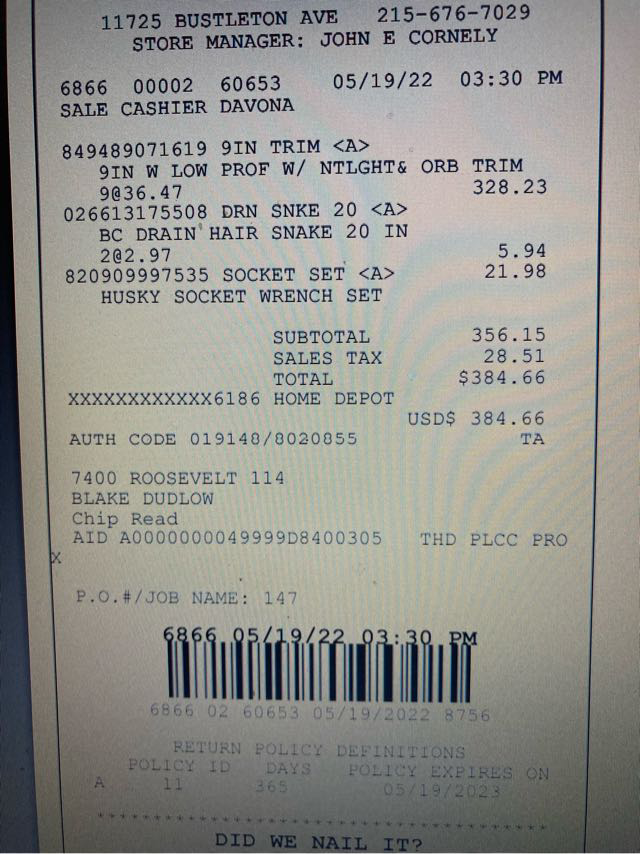 11725 BUSTLETON AVE 215-676-7029
STORE MANAGER: JOHN E CORNELY
6866 00002 60653 05/19/22 03:30 PM
SALE CASHIER DAVONA
849489071619 9IN TRIM <A>
9IN W LOW PROF W/ NTLGHT& ORB TRIM
9@36.47 328.23
026613175508 DRN SNKE 20 <A>
BC DRAIN HAIR SNAKE 20 IN
2@2.97 5.94
820909997535 SOCKET SET <A> 21.98
HUSKY SOCKET WRENCH SET
SUBTOTAL 356.15
SALES TAX 28.51
TOTAL $384.66
XXXXXXXXXXXX6186 HOME DEPOT
USD$ 384.66
AUTH CODE 019148/8020855 TA
7400 ROOSEVELT 114
BLAKE DUDLOW
Chip Read
AID A0000000049999D8400305 THD PLCC PRO
X
P.O.#/JOB NAME: 147
6866 05/19/22 03:30 PM
6866 02 60653 05/19/2022 8756
RETURN POLICY DEFINITIONS
POLICY ID DAYS POLICY EXPIRES ON
A 11 365 05/19/2023
DID WE NAIL IT?